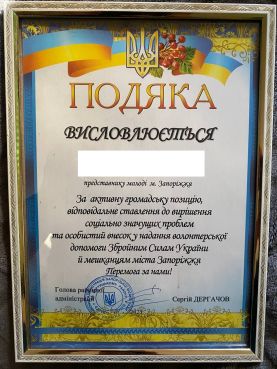 ПОДЯКА
ВИСЛОВЛЮЄТЬСЯ
представнику молоді м. Запоріжжя
За активну громадську позицію,
відповідальне ставлення до вирішення
соціально значущих проблем
та особистий внесок у надання волонтерської
допомоги Збройним Силам України
й мешканцям міста Запоріжжя
Перемога за нами!
Голова районної
адміністрації
Сергій ДЕРГАЧОВ